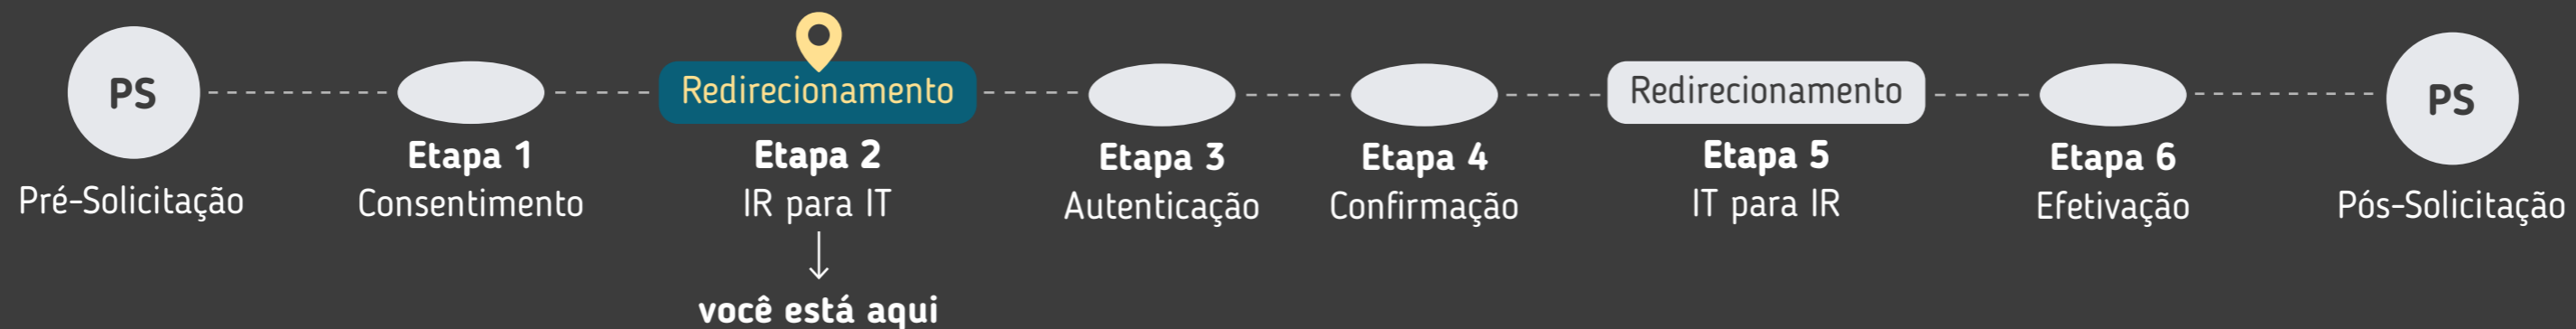 PS
Pré-Solicitação
Etapa 1
Consentimento
Redirecionamento
Etapa 2
IR para IT
você está aqui
Etapa 3
Autenticação
Etapa 4
Confirmação
Redirecionamento
Etapa 5
IT para IR
Etapa 6
Efetivação
PS
Pós-Solicitação